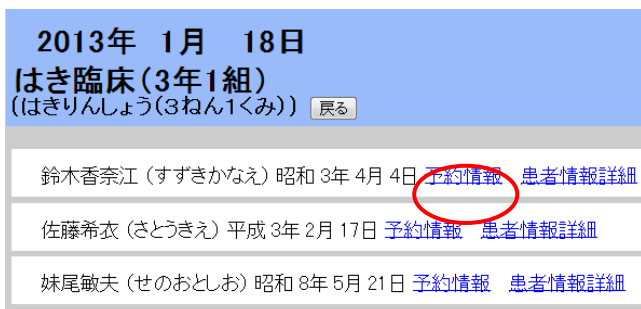 2013年 1月 18日
はき臨床(3年1組)
(はきりんしょう(3ねん1くみ)) 戻る
鈴木香奈江 (すずきかなえ) 昭和 3年 4月 4日 予約情報 患者情報詳細
佐藤希衣 (さとうきえ) 平成 3年 2月 17日 予約情報 患者情報詳細
妹尾敏夫 (せのおとしお) 昭和 8年 5月 21日 予約情報 患者情報詳細